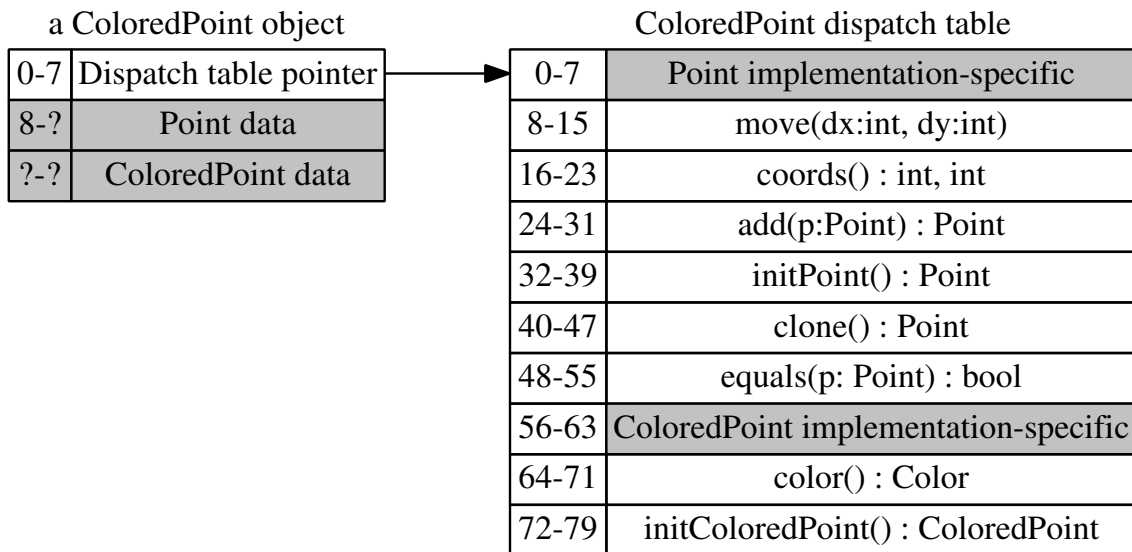 a ColoredPoint object
0-7 Dispatch table pointer
8-? Point data
?-? ColoredPoint data
ColoredPoint dispatch table
0-7 Point implementation-specific
8-15 move(dx:int, dy:int)
16-23 coords() : int, int
24-31 add(p:Point) : Point
32-39 initPoint() : Point
40-47 clone() : Point
48-55 equals(p: Point) : bool
56-63 ColoredPoint implementation-specific
64-71 color() : Color
72-79 initColoredPoint() : ColoredPoint